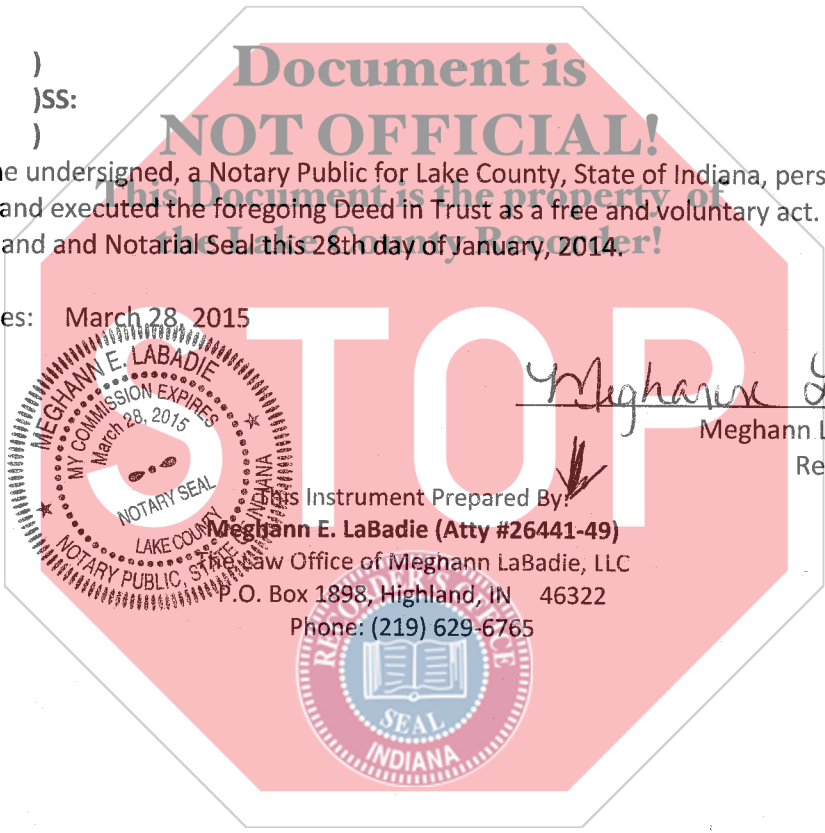 Document is
)
)SS:
NOT OFFICIAL!
)
e undersigned, a Notary Public for Lake County, State of Indiana, pers
This Document is the property of
and executed the foregoing Deed in Trust as a free and voluntary act.
the Lake County Recorder!
and and Notarial Seal this 28th day of January, 2014.
es: March 28, 2015
STOP
MEGHANN E. LABADIE
MY COMMISSION EXPIRES
March 28, 2015
NOTARY SEAL
LAKE COUNTY
NOTARY PUBLIC, STATE OF INDIANA
Meghann L
Meghann L
Re
This Instrument Prepared By:
Meghann E. LaBadie (Atty #26441-49)
The Law Office of Meghann LaBadie, LLC
P.O. Box 1898, Highland, IN 46322
Phone: (219) 629-6765
RECORDER'S OFFICE
SEAL
INDIANA